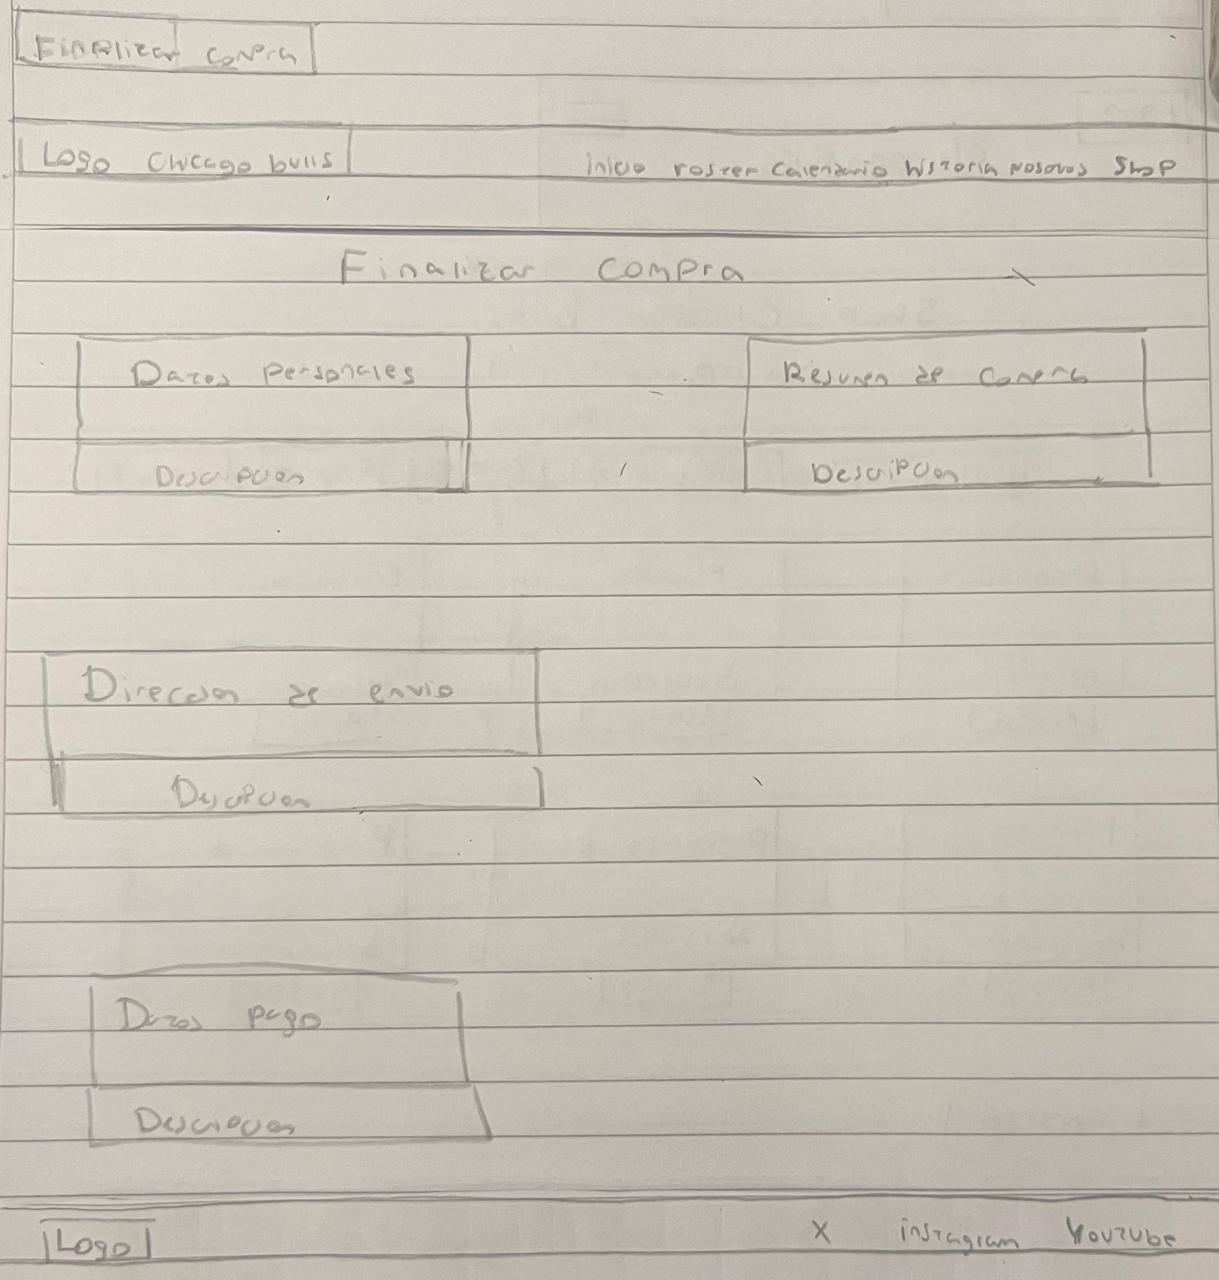 Finalizar compra
Logo Chicago bulls inicio roster Calendario historia nosotros Shop
Finalizar compra
Datos personales Resumen de compra
Descripcion Descripcion
Direccion de envio
Descripcion
Datos pago
Descripcion
Logo X instagram Youtube